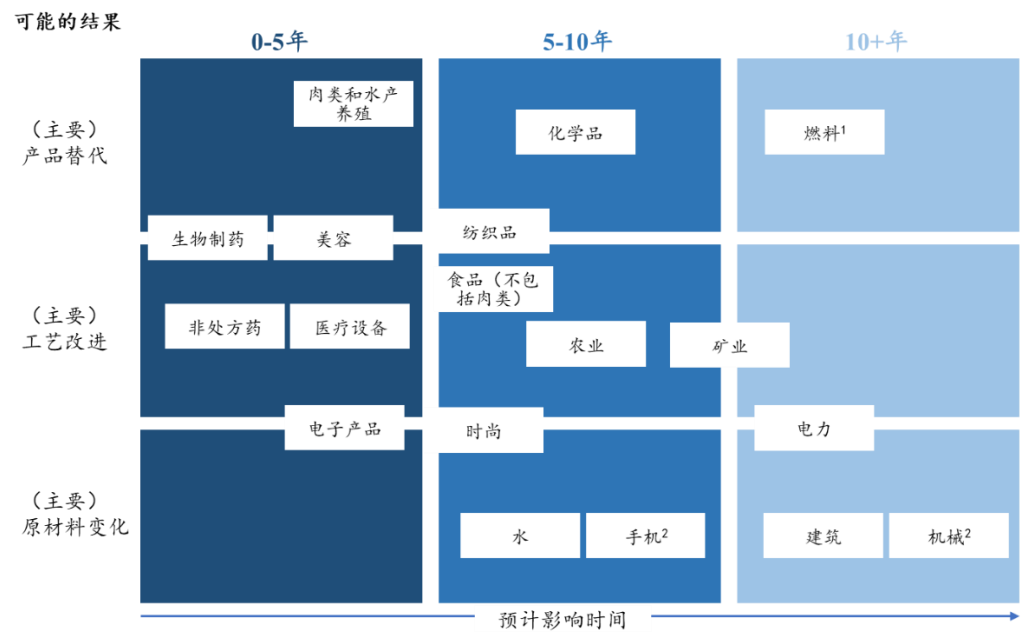 可能的结果
0-5年
5-10年
10+年
（主要）
产品替代
肉类和水产
养殖
化学品
燃料1
生物制药
美容
纺织品
（主要）
工艺改进
食品（不包
括肉类）
非处方药
医疗设备
农业
矿业
电子产品
时尚
电力
（主要）
原材料变化
水
手机2
建筑
机械2
预计影响时间